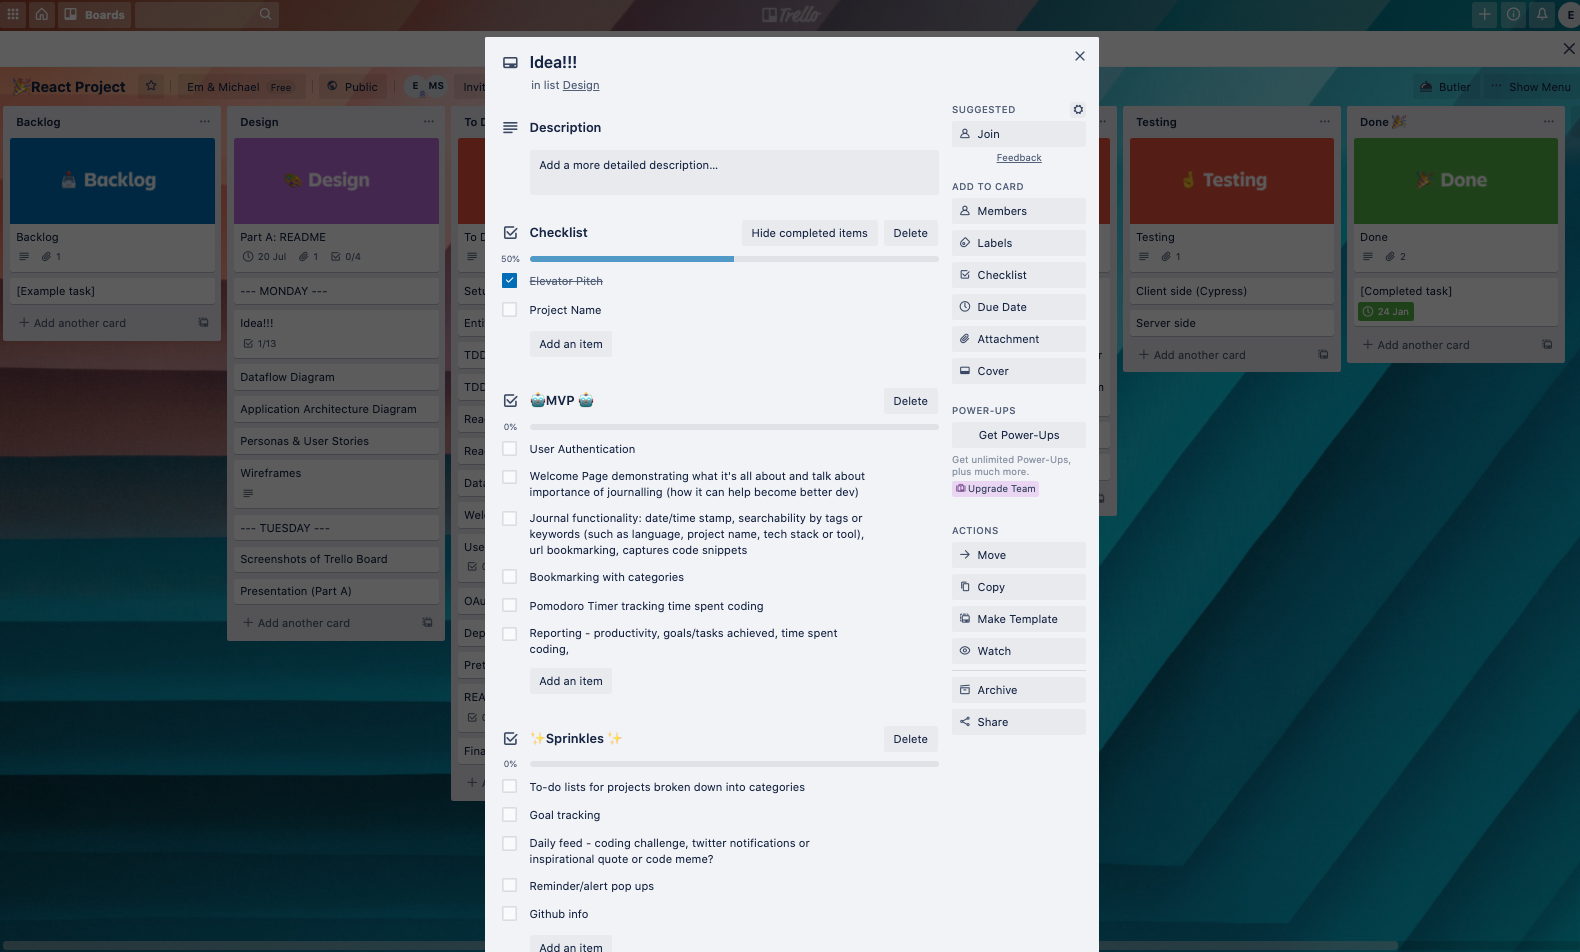 Boards
Trello
E
React Project
Em & Michael Free
Public
E MS
Invit
Butler
Show Menu
Backlog
Backlog
Backlog
1
[Example task]
Add another card
Design
Design
Part A: README
20 Jul 1 0/4
--- MONDAY ---
Idea!!!
1/13
Dataflow Diagram
Application Architecture Diagram
Personas & User Stories
Wireframes
--- TUESDAY ---
Screenshots of Trello Board
Presentation (Part A)
Add another card
To D
To D
Setu
Enti
TDD
TDD
Rea
Rea
Data
Welc
Use
OAu
Dep
Pret
REA
Fina
Idea!!!
in list Design
Description
Add a more detailed description...
Checklist
Hide completed items
Delete
50%
Elevator Pitch
Project Name
Add an item
MVP
Delete
0%
User Authentication
Welcome Page demonstrating what it's all about and talk about
importance of journalling (how it can help become better dev)
Journal functionality: date/time stamp, searchability by tags or
keywords (such as language, project name, tech stack or tool),
url bookmarking, captures code snippets
Bookmarking with categories
Pomodoro Timer tracking time spent coding
Reporting - productivity, goals/tasks achieved, time spent
coding,
Add an item
✨Sprinkles ✨
Delete
0%
To-do lists for projects broken down into categories
Goal tracking
Daily feed - coding challenge, twitter notifications or
inspirational quote or code meme?
Reminder/alert pop ups
Github info
Add an item
SUGGESTED
Join
Feedback
ADD TO CARD
Members
Labels
Checklist
Due Date
Attachment
Cover
POWER-UPS
Get Power-Ups
Get unlimited Power-Ups,
plus much more.
Upgrade Team
ACTIONS
Move
Copy
Make Template
Watch
Archive
Share
Testing
Testing
Testing
1
Client side (Cypress)
Server side
Add another card
Done
Done
Done
2
[Completed task]
24 Jan
Add another card